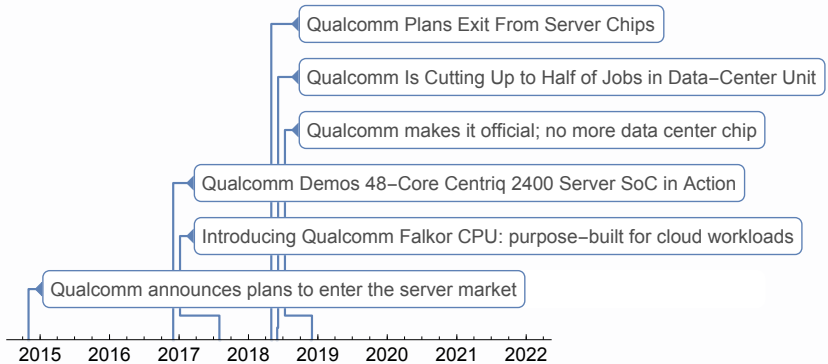 Qualcomm Plans Exit From Server Chips
Qualcomm Is Cutting Up to Half of Jobs in Data−Center Unit
Qualcomm makes it official; no more data center chip
Qualcomm Demos 48−Core Centriq 2400 Server SoC in Action
Introducing Qualcomm Falkor CPU: purpose−built for cloud workloads
Qualcomm announces plans to enter the server market
2015 2016 2017 2018 2019 2020 2021 2022